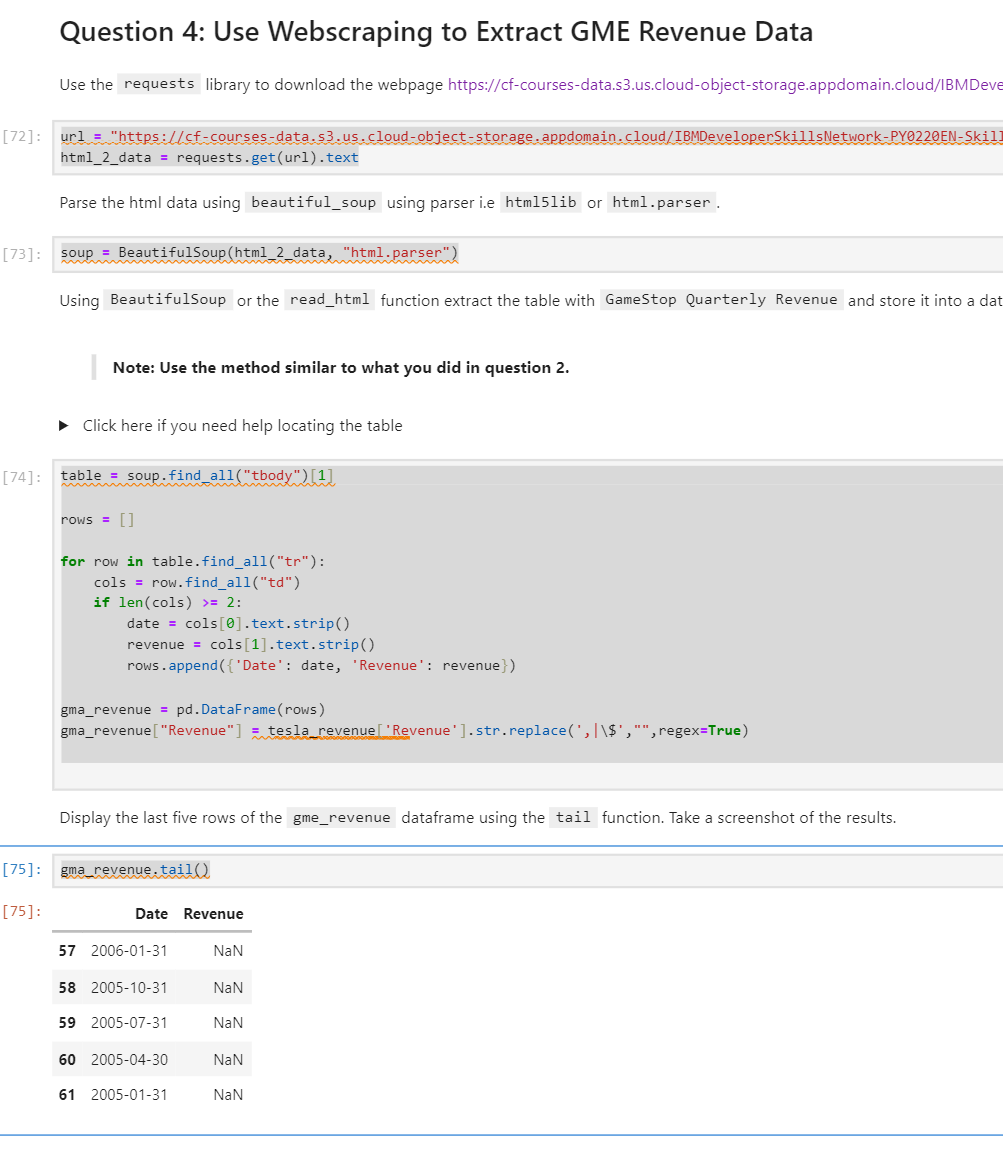 Question 4: Use Webscraping to Extract GME Revenue Data
Use the requests library to download the webpage https://cf-courses-data.s3.us.cloud-object-storage.appdomain.cloud/IBMDeve
[72]: url = "https://cf-courses-data.s3.us.cloud-object-storage.appdomain.cloud/IBMDeveloperSkillsNetwork-PY0220EN-Skill
html_2_data = requests.get(url).text
Parse the html data using beautiful_soup using parser i.e html5lib or html.parser .
[73]: soup = BeautifulSoup(html_2_data, "html.parser")
Using BeautifulSoup or the read_html function extract the table with GameStop Quarterly Revenue and store it into a dat
Note: Use the method similar to what you did in question 2.
Click here if you need help locating the table
[74]: table = soup.find_all("tbody")[1]
rows = []
for row in table.find_all("tr"):
    cols = row.find_all("td")
    if len(cols) >= 2:
        date = cols[0].text.strip()
        revenue = cols[1].text.strip()
        rows.append({'Date': date, 'Revenue': revenue})
gma_revenue = pd.DataFrame(rows)
gma_revenue["Revenue"] = tesla_revenue['Revenue'].str.replace(',|\$',"",regex=True)
Display the last five rows of the gme_revenue dataframe using the tail function. Take a screenshot of the results.
[75]: gma_revenue.tail()
[75]: Date Revenue
57 2006-01-31 NaN
58 2005-10-31 NaN
59 2005-07-31 NaN
60 2005-04-30 NaN
61 2005-01-31 NaN